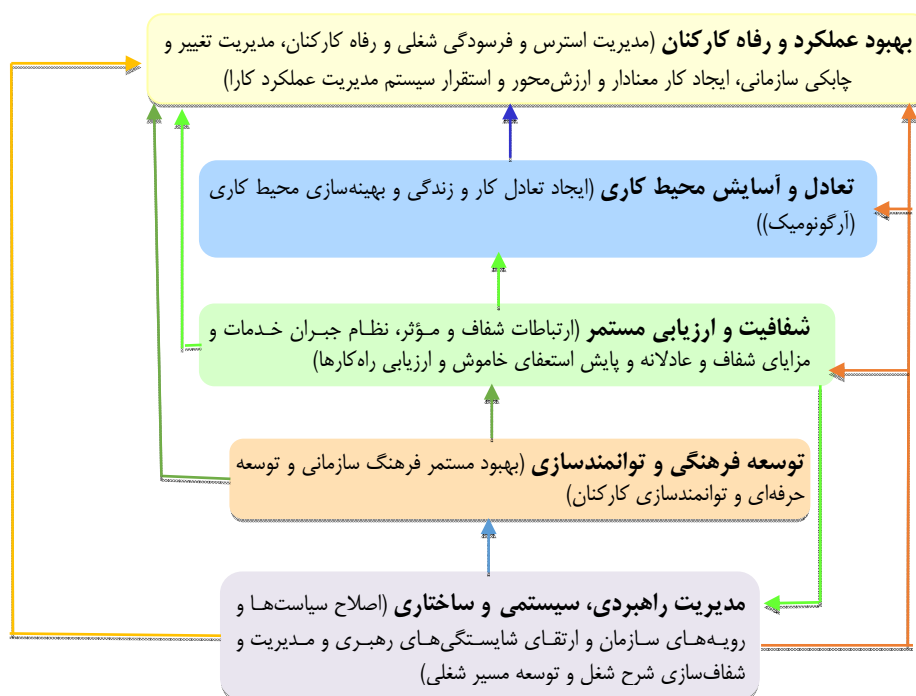 بهبود عملکرد و رفاه کارکنان (مدیریت استرس و فرسودگی شغلی و رفاه کارکنان، مدیریت تغییر و
چابکی سازمانی، ایجاد کار معنادار و ارزش‌محور و استقرار سیستم مدیریت عملکرد کارا)
تعادل و آسایش محیط کاری (ایجاد تعادل کار و زندگی و بهینه‌سازی محیط کاری
(آرگونومیک))
شفافیت و ارزیابی مستمر (ارتباطات شفاف و مؤثر، نظام جبران خدمات و
مزایای شفاف و عادلانه و پایش استعفای خاموش و ارزیابی راه‌کارها)
توسعه فرهنگی و توانمندسازی (بهبود مستمر فرهنگ سازمانی و توسعه
حرفه‌ای و توانمندسازی کارکنان)
مدیریت راهبردی، سیستمی و ساختاری (اصلاح سیاست‌ها و
رویه‌های سازمان و ارتقای شایستگی‌های رهبری و مدیریت و
شفاف‌سازی شرح شغل و توسعه مسیر شغلی)